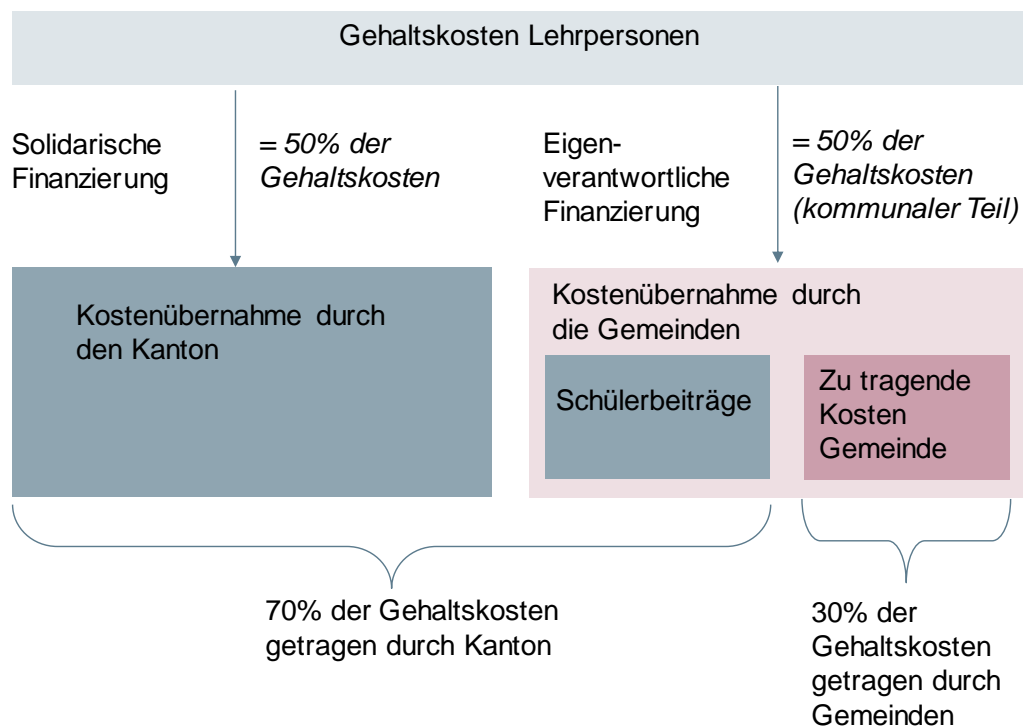 Gehaltskosten Lehrpersonen
Solidarische
Finanzierung
= 50% der
Gehaltskosten
Eigen-
verantwortliche
Finanzierung
= 50% der
Gehaltskosten
(kommunaler Teil)
Kostenübernahme durch
den Kanton
Kostenübernahme durch
die Gemeinden
Schülerbeiträge
Zu tragende
Kosten
Gemeinde
70% der Gehaltskosten
getragen durch Kanton
30% der
Gehaltskosten
getragen durch
Gemeinden